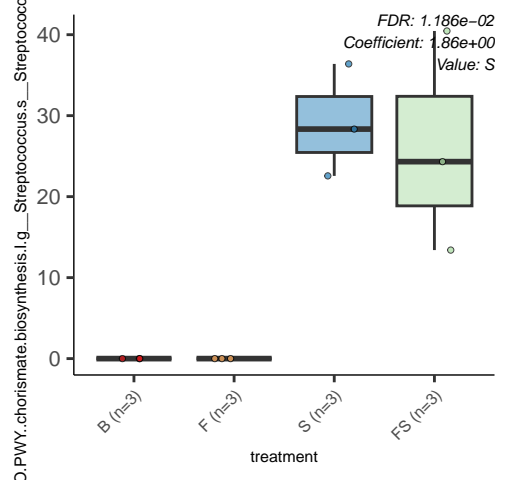 FDR: 1.186e−02
Coefficient: 1.86e+00
Value: S
O.PWY..chorismate.biosynthesis.I.g__Streptococcus.s__Streptococc
40
30
20
10
0
B (n=3)
F (n=3)
S (n=3)
FS (n=3)
treatment